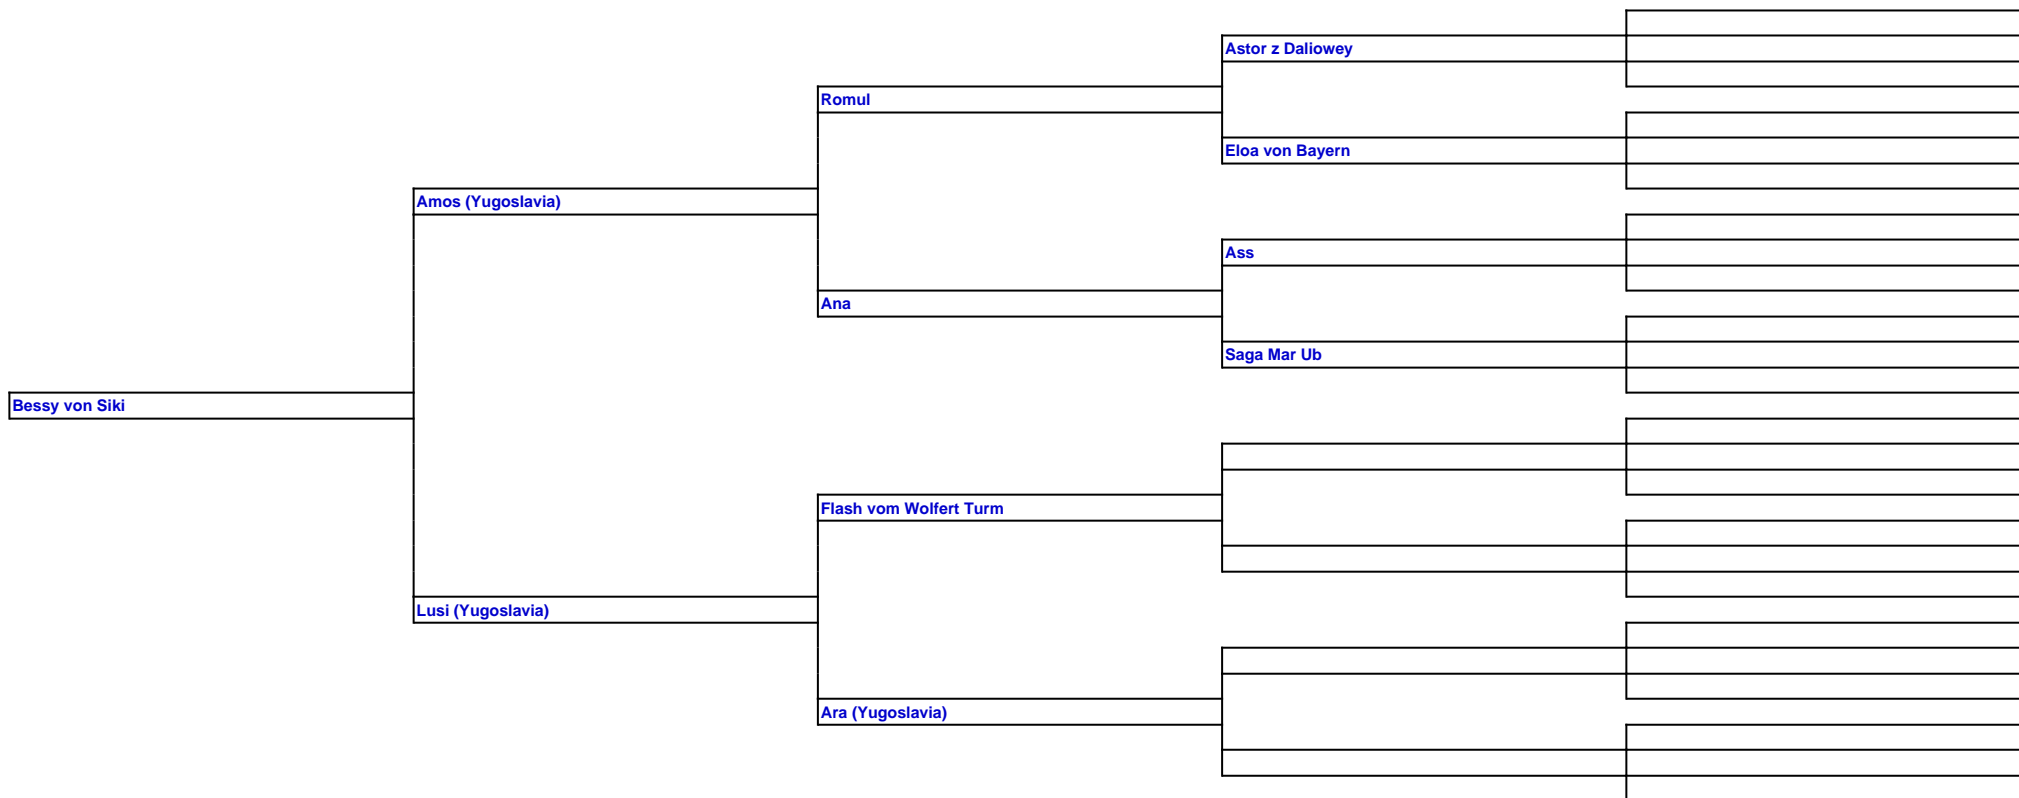 Astor z Daliowey
Romul
Eloa von Bayern
Amos (Yugoslavia)
Ass
Ana
Saga Mar Ub
Bessy von Siki
Flash vom Wolfert Turm
Lusi (Yugoslavia)
Ara (Yugoslavia)